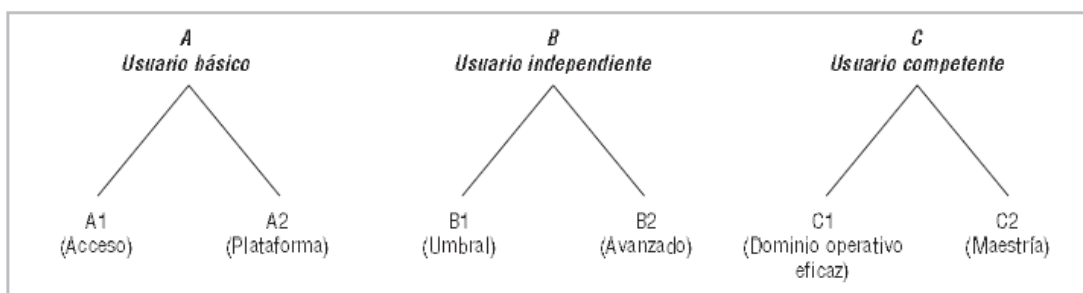 A
Usuario básico
B
Usuario independiente
C
Usuario competente
A1
(Acceso)
A2
(Plataforma)
B1
(Umbral)
B2
(Avanzado)
C1
(Dominio operativo
eficaz)
C2
(Maestría)